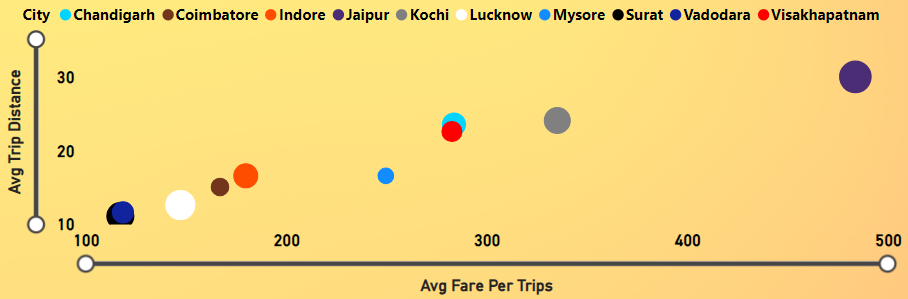 City Chandigarh Coimbatore Indore Jaipur Kochi Lucknow Mysore Surat Vadodara Visakhapatnam
Avg Trip Distance
30
20
10
100 200 300 400 500
Avg Fare Per Trips